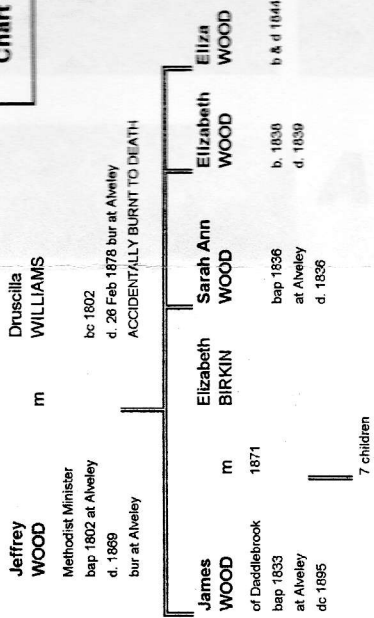 Chart
Jeffrey
WOOD
m
Druscilla
WILLIAMS
Methodist Minister
bap 1802 at Alveley
d. 1869
bur at Alveley
bc 1802
d. 26 Feb 1878 bur at Alveley
ACCIDENTALLY BURNT TO DEATH
James
WOOD
m
Elizabeth
BIRKIN
Sarah Ann
WOOD
Elizabeth
WOOD
Eliza
WOOD
of Daddlebrook
bap 1833
at Alveley
dc 1895
1871
bap 1836
at Alveley
d. 1836
b. 1838
d. 1839
b & d 1844
7 children